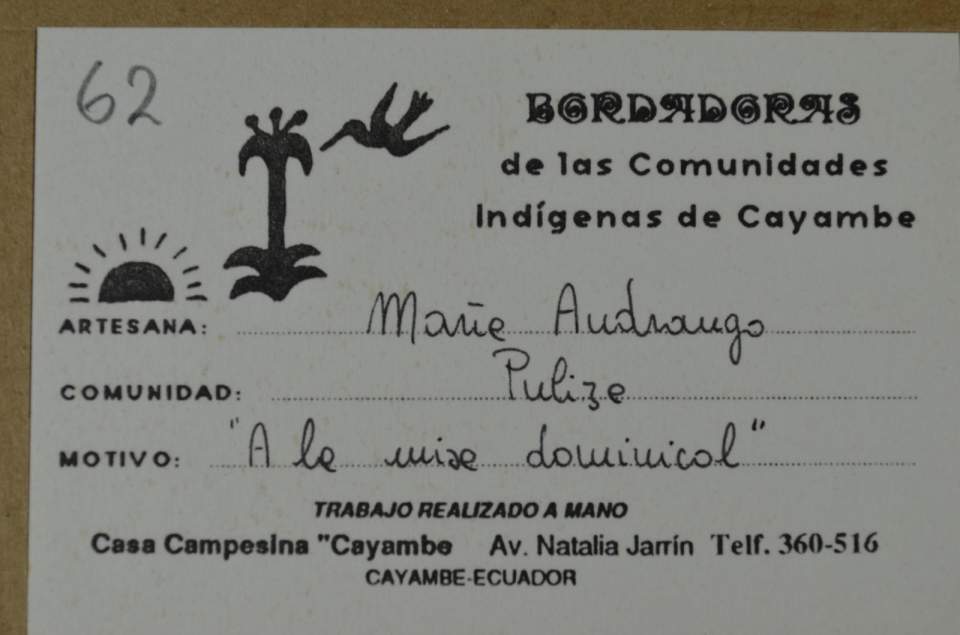 62
BORDADORAS
de las Comunidades
Indígenas de Cayambe
ARTESANA: María Andrango
COMUNIDAD: Puliza
MOTIVO: "A la misa dominical"
TRABAJO REALIZADO A MANO
Casa Campesina "Cayambe Av. Natalia Jarrín Telf. 360-516
CAYAMBE-ECUADOR